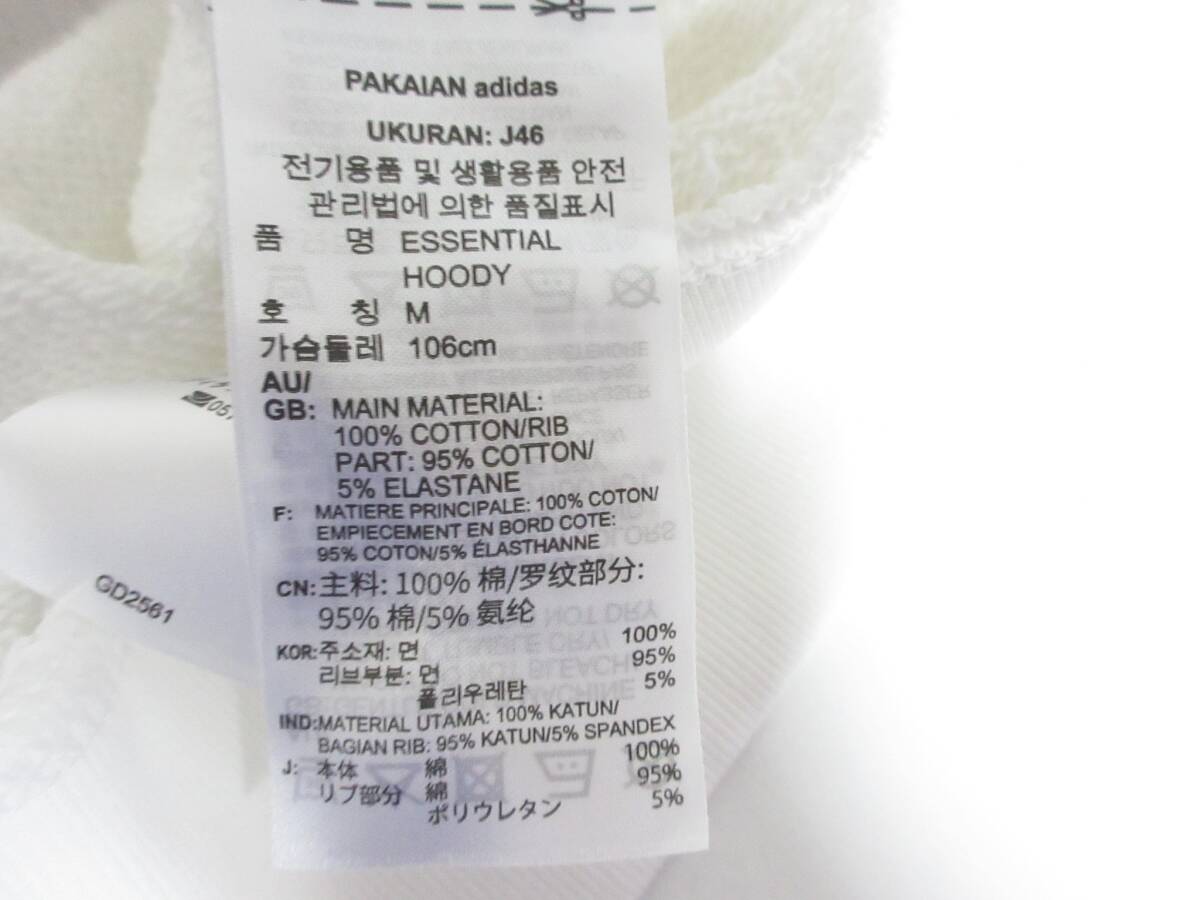 PAKAIAN adidas
UKURAN: J46
전기용품 및 생활용품 안전
관리법에 의한 품질표시
품 명 ESSENTIAL
HOODY
호 칭 M
가슴둘레 106cm
AU/
GB: MAIN MATERIAL:
100% COTTON/RIB
PART: 95% COTTON/
5% ELASTANE
F: MATIERE PRINCIPALE: 100% COTON/
EMPIECEMENT EN BORD COTE:
95% COTON/5% ÉLASTHANNE
CN: 主料: 100% 棉/罗纹部分:
95% 棉/5% 氨纶
KOR: 주소재: 면 100%
리브부분: 면 95%
폴리우레탄 5%
IND: MATERIAL UTAMA: 100% KATUN/
BAGIAN RIB: 95% KATUN/5% SPANDEX
J: 本体 綿 100%
リブ部分 綿 95%
ポリウレタン 5%
GD2561